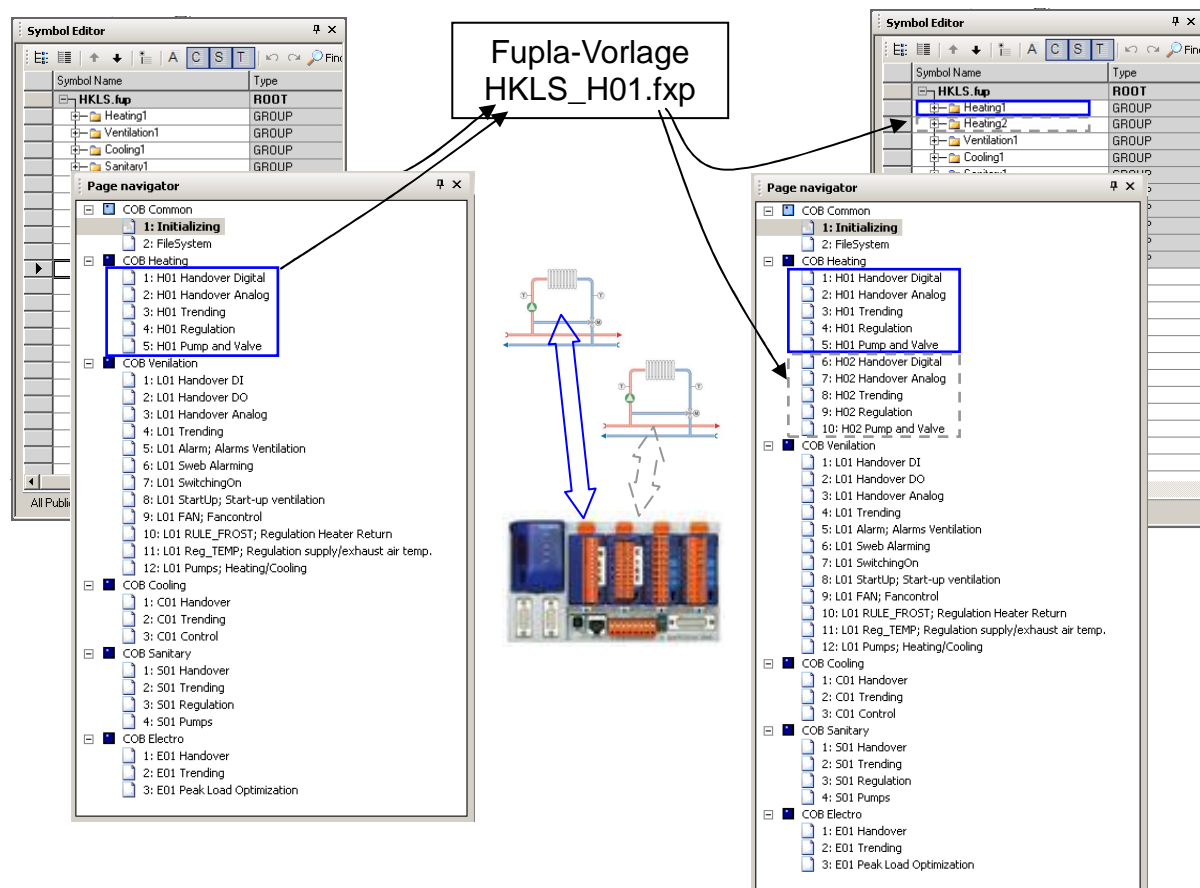 Symbol Editor
A C S T
Symbol Name Type
HKLS.fup ROOT
Heating1 GROUP
Ventilation1 GROUP
Cooling1 GROUP
Sanitary1 GROUP
Page navigator
COB Common
1: Initializing
2: FileSystem
COB Heating
1: H01 Handover Digital
2: H01 Handover Analog
3: H01 Trending
4: H01 Regulation
5: H01 Pump and Valve
COB Venilation
1: L01 Handover DI
2: L01 Handover DO
3: L01 Handover Analog
4: L01 Trending
5: L01 Alarm; Alarms Ventilation
6: L01 Sweb Alarming
7: L01 SwitchingOn
8: L01 StartUp; Start-up ventilation
9: L01 FAN; Fancontrol
10: L01 RULE_FROST; Regulation Heater Return
11: L01 Reg_TEMP; Regulation supply/exhaust air temp.
12: L01 Pumps; Heating/Cooling
COB Cooling
1: C01 Handover
2: C01 Trending
3: C01 Control
COB Sanitary
1: S01 Handover
2: S01 Trending
3: S01 Regulation
4: S01 Pumps
COB Electro
1: E01 Handover
2: E01 Trending
3: E01 Peak Load Optimization
All Public
Fupla-Vorlage
HKLS_H01.fxp
Symbol Editor
A C S T
Symbol Name Type
HKLS.fup ROOT
Heating1 GROUP
Heating2 GROUP
Ventilation1 GROUP
Cooling1 GROUP
Page navigator
COB Common
1: Initializing
2: FileSystem
COB Heating
1: H01 Handover Digital
2: H01 Handover Analog
3: H01 Trending
4: H01 Regulation
5: H01 Pump and Valve
6: H02 Handover Digital
7: H02 Handover Analog
8: H02 Trending
9: H02 Regulation
10: H02 Pump and Valve
COB Venilation
1: L01 Handover DI
2: L01 Handover DO
3: L01 Handover Analog
4: L01 Trending
5: L01 Alarm; Alarms Ventilation
6: L01 Sweb Alarming
7: L01 SwitchingOn
8: L01 StartUp; Start-up ventilation
9: L01 FAN; Fancontrol
10: L01 RULE_FROST; Regulation Heater Return
11: L01 Reg_TEMP; Regulation supply/exhaust air temp.
12: L01 Pumps; Heating/Cooling
COB Cooling
1: C01 Handover
2: C01 Trending
3: C01 Control
COB Sanitary
1: S01 Handover
2: S01 Trending
3: S01 Regulation
4: S01 Pumps
COB Electro
1: E01 Handover
2: E01 Trending
3: E01 Peak Load Optimization